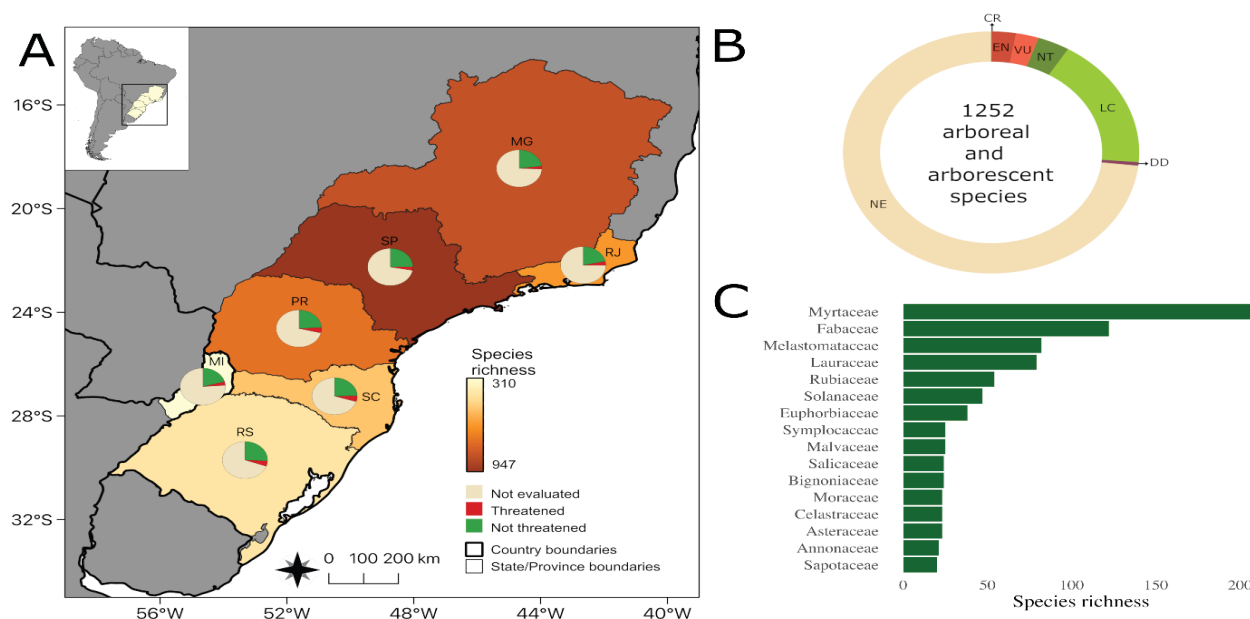 A
16°S
20°S
24°S
28°S
32°S
56°W
52°W
48°W
44°W
40°W
MG
SP
RJ
PR
MI
SC
RS
Species
richness
310
947
Not evaluated
Threatened
Not threatened
Country boundaries
State/Province boundaries
0 100 200 km
B
CR
EN
VU
NT
LC
DD
NE
1252
arboreal
and
arborescent
species
C
Myrtaceae
Fabaceae
Melastomataceae
Lauraceae
Rubiaceae
Solanaceae
Euphorbiaceae
Symplocaceae
Malvaceae
Salicaceae
Bignoniaceae
Moraceae
Celastraceae
Asteraceae
Annonaceae
Sapotaceae
0 50 100 150 200
Species richness